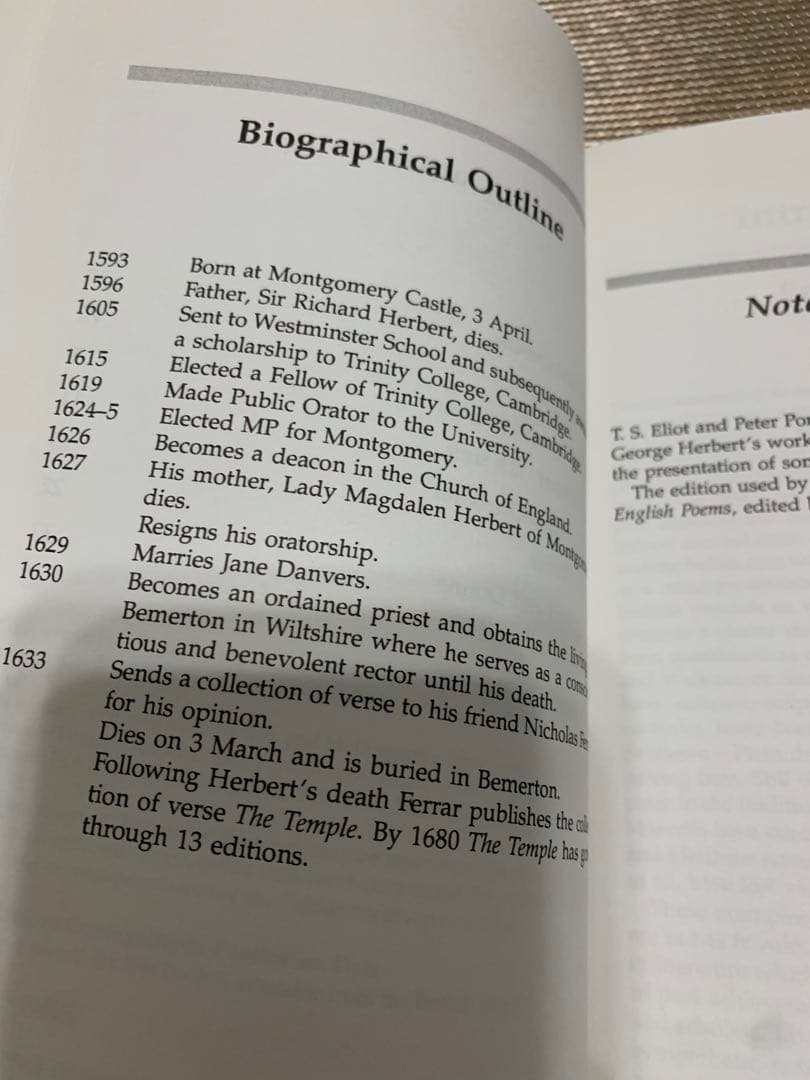 Biographical Outline
1593 Born at Montgomery Castle, 3 April.
1596 Father, Sir Richard Herbert, dies.
1605 Sent to Westminster School and subsequently
a scholarship to Trinity College, Cambridge.
1615 Elected a Fellow of Trinity College, Cambridge.
1619 Made Public Orator to the University.
1624–5 Elected MP for Montgomery.
1626 Becomes a deacon in the Church of England.
1627 His mother, Lady Magdalen Herbert of
dies.
Resigns his oratorship.
1629 Marries Jane Danvers.
1630 Becomes an ordained priest and obtains the
Bemerton in Wiltshire where he serves as a
tious and benevolent rector until his death.
1633 Sends a collection of verse to his friend Nicholas
for his opinion.
Dies on 3 March and is buried in Bemerton.
Following Herbert's death Ferrar publishes the
tion of verse The Temple. By 1680 The Temple has
through 13 editions.
T. S. Eliot and Peter
George Herbert's work
the presentation of
The edition used by
English Poems, edited